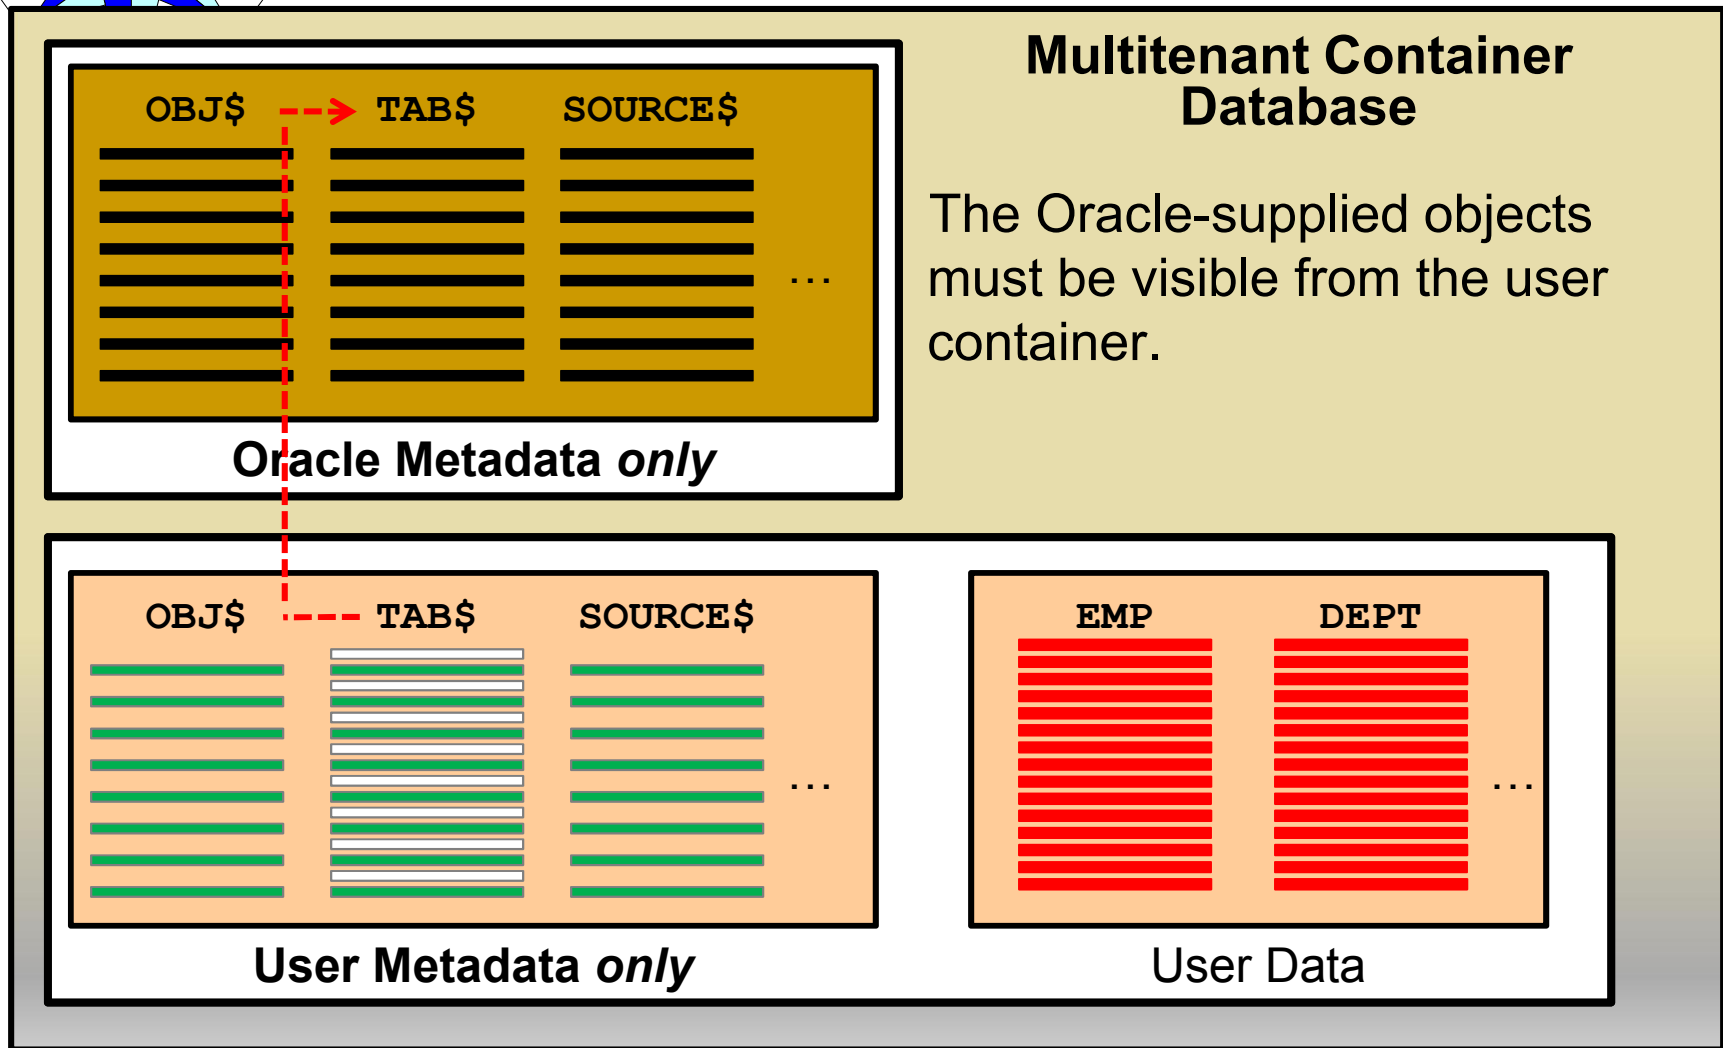 Multitenant Container
Database
The Oracle-supplied objects
must be visible from the user
container.
OBJ$ TAB$ SOURCE$
...
Oracle Metadata only
OBJ$ TAB$ SOURCE$
...
User Metadata only
EMP DEPT
...
User Data